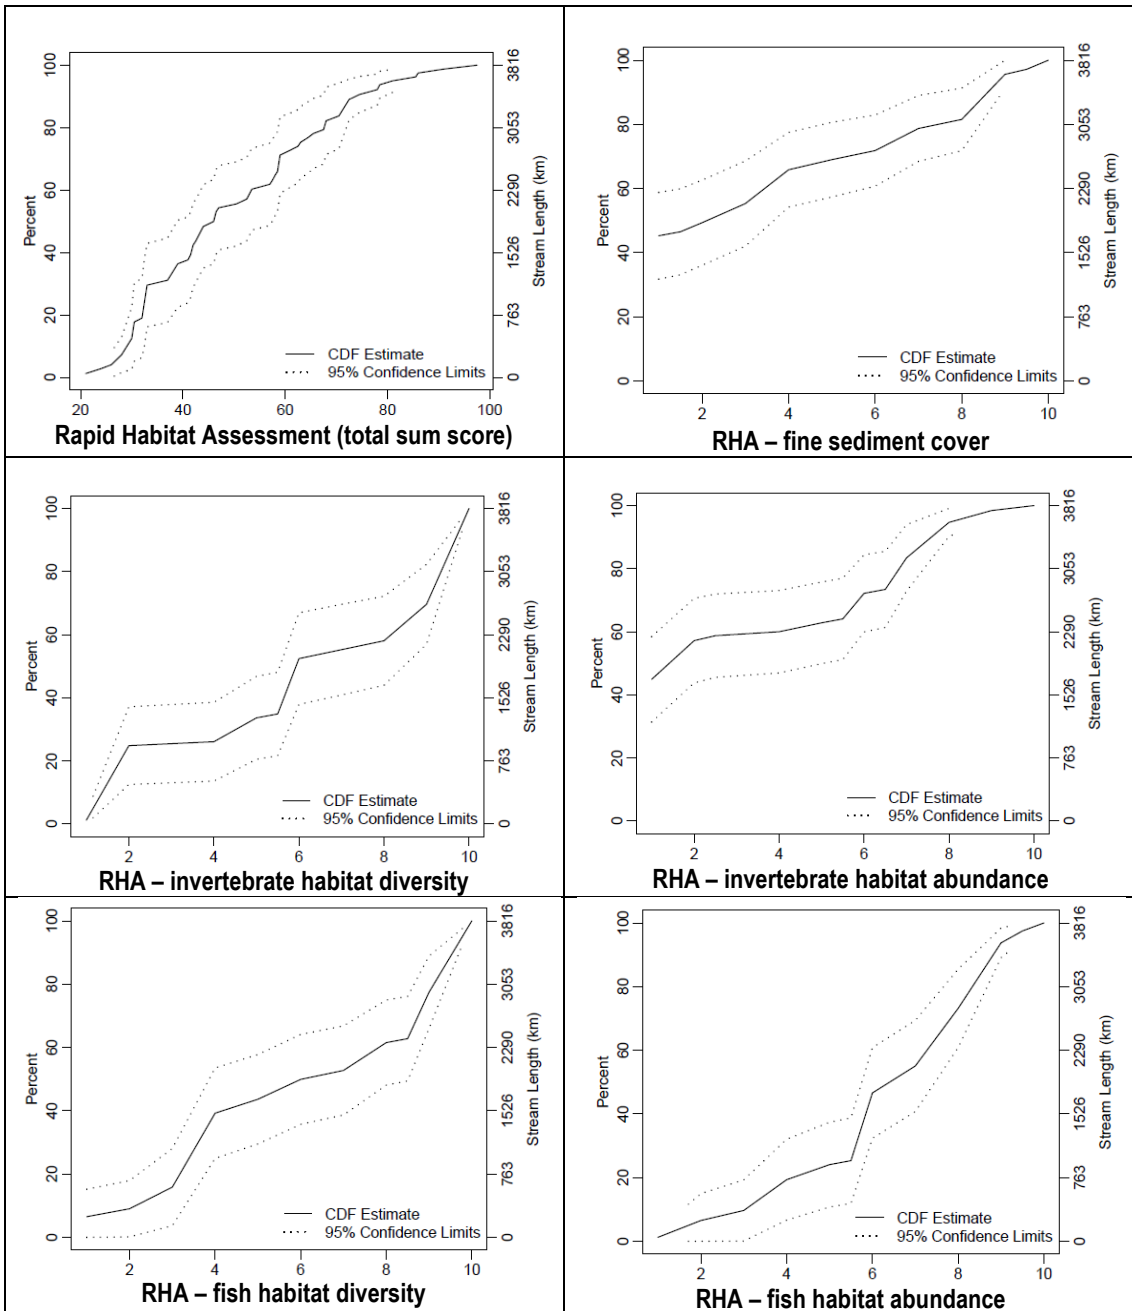 100
80
60
40
20
0
Percent
3816
3053
2290
1526
763
0
Stream Length (km)
CDF Estimate
95% Confidence Limits
20 40 60 80 100
Rapid Habitat Assessment (total sum score)
100
80
60
40
20
0
Percent
3816
3053
2290
1526
763
0
Stream Length (km)
CDF Estimate
95% Confidence Limits
2 4 6 8 10
RHA – fine sediment cover
100
80
60
40
20
0
Percent
3816
3053
2290
1526
763
0
Stream Length (km)
CDF Estimate
95% Confidence Limits
2 4 6 8 10
RHA – invertebrate habitat diversity
100
80
60
40
20
0
Percent
3816
3053
2290
1526
763
0
Stream Length (km)
CDF Estimate
95% Confidence Limits
2 4 6 8 10
RHA – invertebrate habitat abundance
100
80
60
40
20
0
Percent
3816
3053
2290
1526
763
0
Stream Length (km)
CDF Estimate
95% Confidence Limits
2 4 6 8 10
RHA – fish habitat diversity
100
80
60
40
20
0
Percent
3816
3053
2290
1526
763
0
Stream Length (km)
CDF Estimate
95% Confidence Limits
2 4 6 8 10
RHA – fish habitat abundance